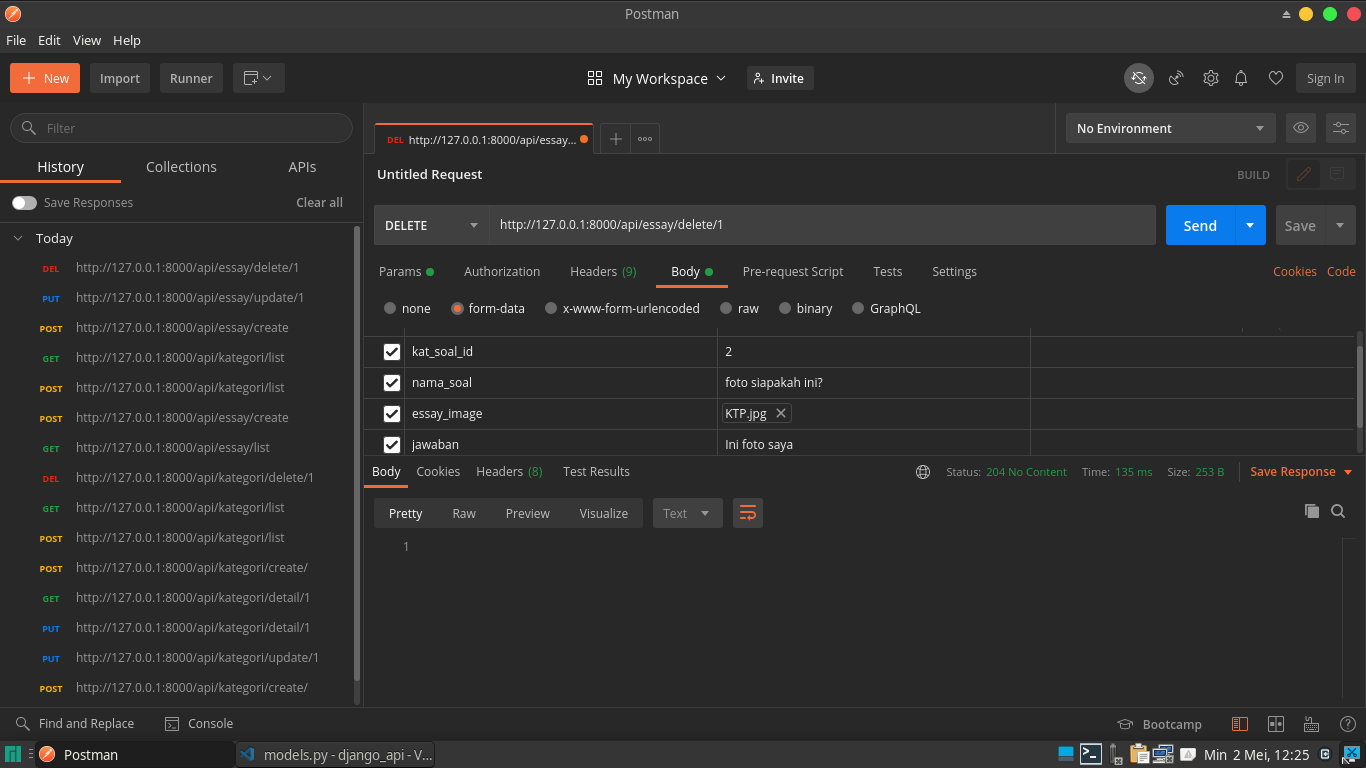 Postman
File Edit View Help
New Import Runner My Workspace Invite Sign In
Filter
History Collections APIs
Save Responses Clear all
Today
DEL http://127.0.0.1:8000/api/essay/delete/1
PUT http://127.0.0.1:8000/api/essay/update/1
POST http://127.0.0.1:8000/api/essay/create
GET http://127.0.0.1:8000/api/kategori/list
POST http://127.0.0.1:8000/api/kategori/list
POST http://127.0.0.1:8000/api/essay/create
GET http://127.0.0.1:8000/api/essay/list
DEL http://127.0.0.1:8000/api/kategori/delete/1
GET http://127.0.0.1:8000/api/kategori/list
POST http://127.0.0.1:8000/api/kategori/list
POST http://127.0.0.1:8000/api/kategori/create/
GET http://127.0.0.1:8000/api/kategori/detail/1
PUT http://127.0.0.1:8000/api/kategori/detail/1
PUT http://127.0.0.1:8000/api/kategori/update/1
POST http://127.0.0.1:8000/api/kategori/create/
DEL http://127.0.0.1:8000/api/essay...
No Environment
Untitled Request BUILD
DELETE http://127.0.0.1:8000/api/essay/delete/1 Send Save
Params Authorization Headers (9) Body Pre-request Script Tests Settings Cookies Code
none form-data x-www-form-urlencoded raw binary GraphQL
kat_soal_id 2
nama_soal foto siapakah ini?
essay_image KTP.jpg
jawaban Ini foto saya
Body Cookies Headers (8) Test Results Status: 204 No Content Time: 135 ms Size: 253 B Save Response
Pretty Raw Preview Visualize Text
1
Find and Replace Console Bootcamp
Postman models.py - django_api - V... Min 2 Mei, 12:25